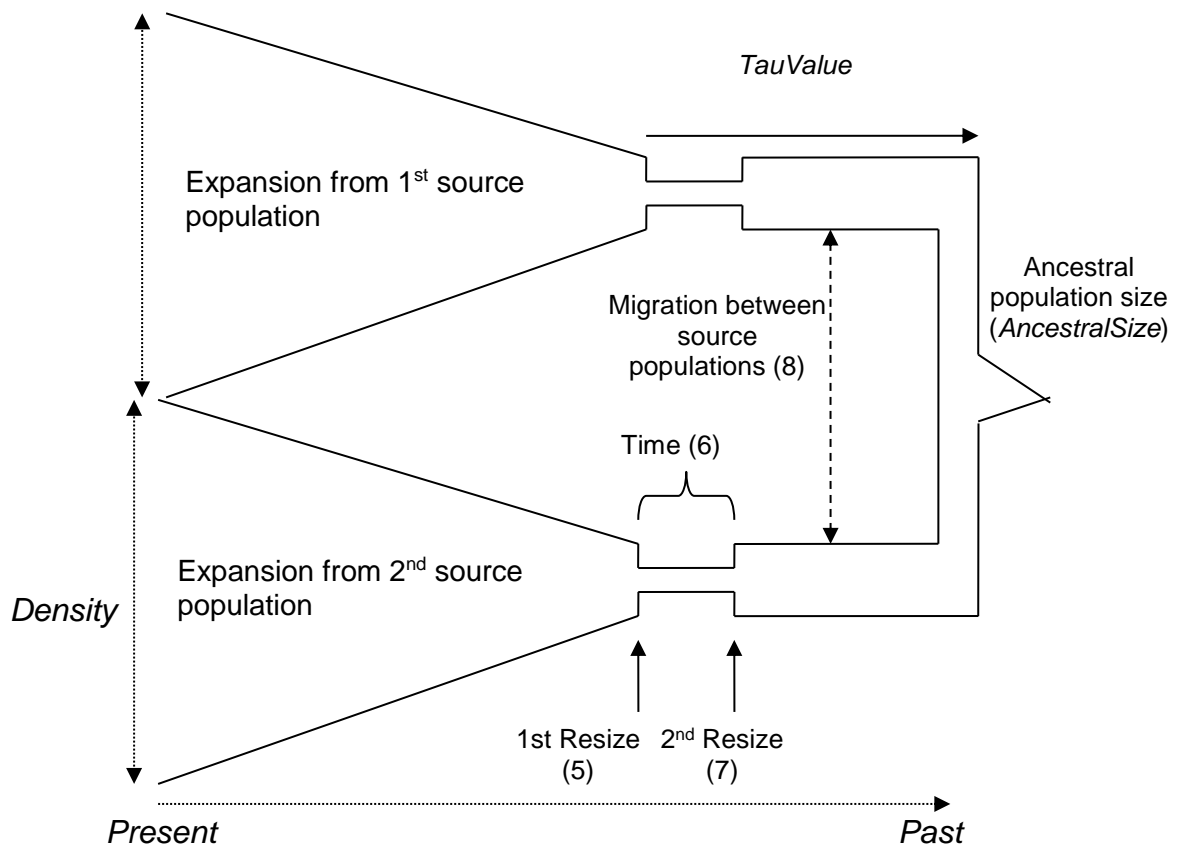 TauValue
Expansion from 1st source
population
Ancestral
population size
(AncestralSize)
Migration between
source
populations (8)
Time (6)
Expansion from 2nd source
population
Density
1st Resize
(5)
2nd Resize
(7)
Present
Past